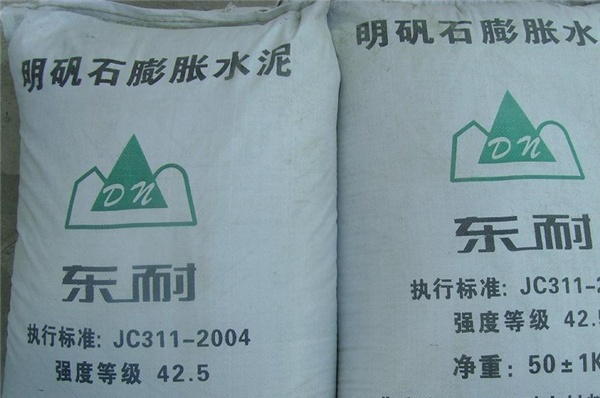 明矾石膨胀水泥
DN
东耐
执行标准: JC311-2004
强度等级 42.5
明矾石膨胀水
DN
东耐
执行标准: JC311-2
强度等级 42.
净重: 50±1K